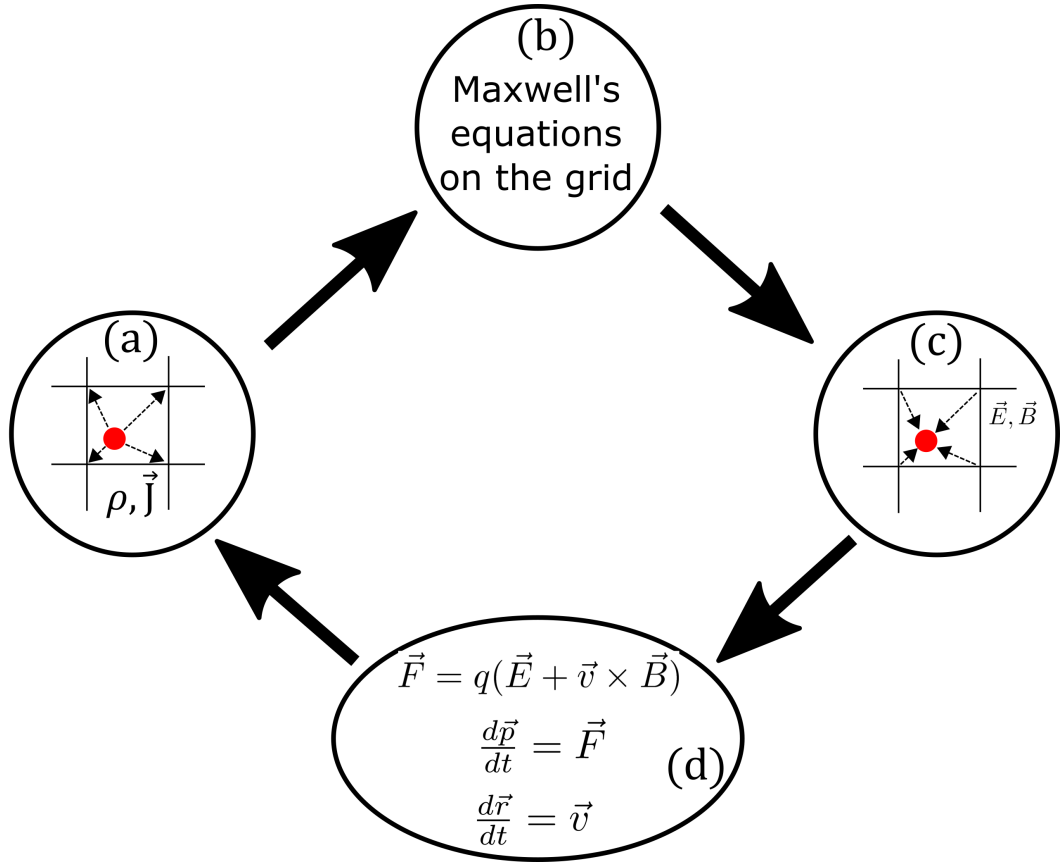 (b)
Maxwell's
equations
on the grid
(a)
ρ, J⃗
(c)
E⃗, B⃗
F⃗ = q(E⃗ + v⃗ × B⃗)
dp⃗/dt = F⃗
(d)
dr⃗/dt = v⃗